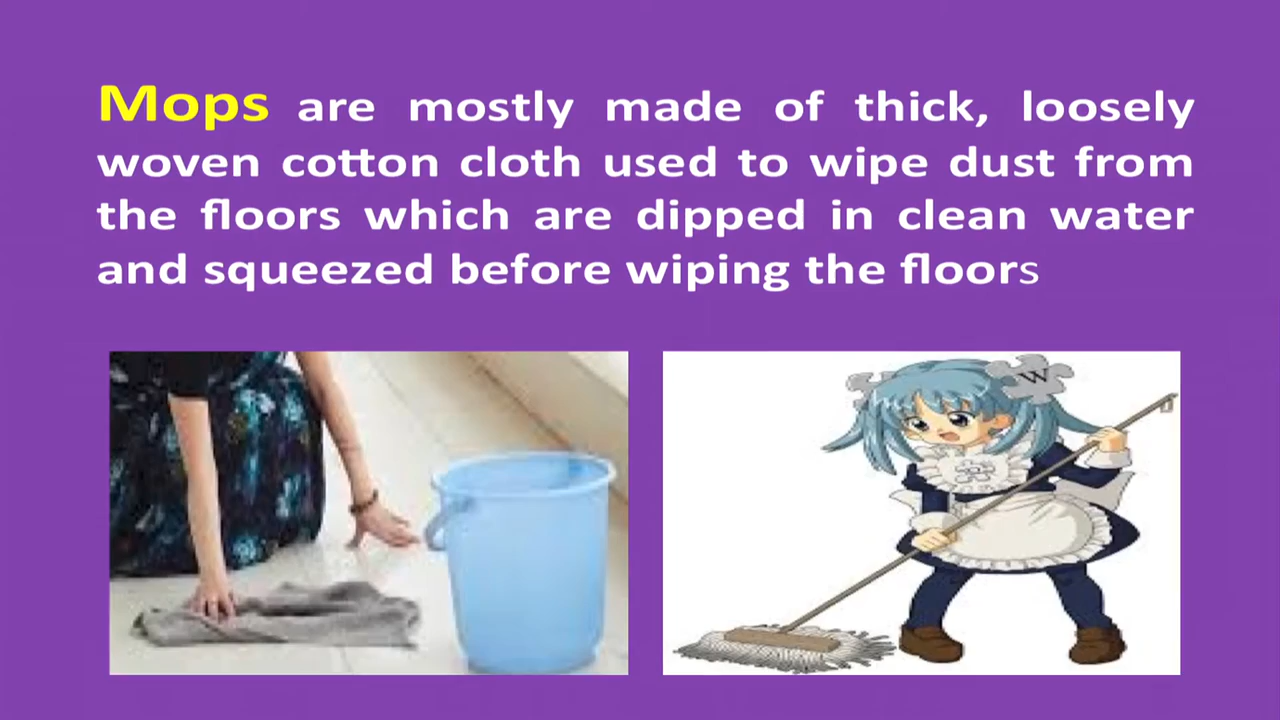 Mops are mostly made of thick, loosely
woven cotton cloth used to wipe dust from
the floors which are dipped in clean water
and squeezed before wiping the floors
W